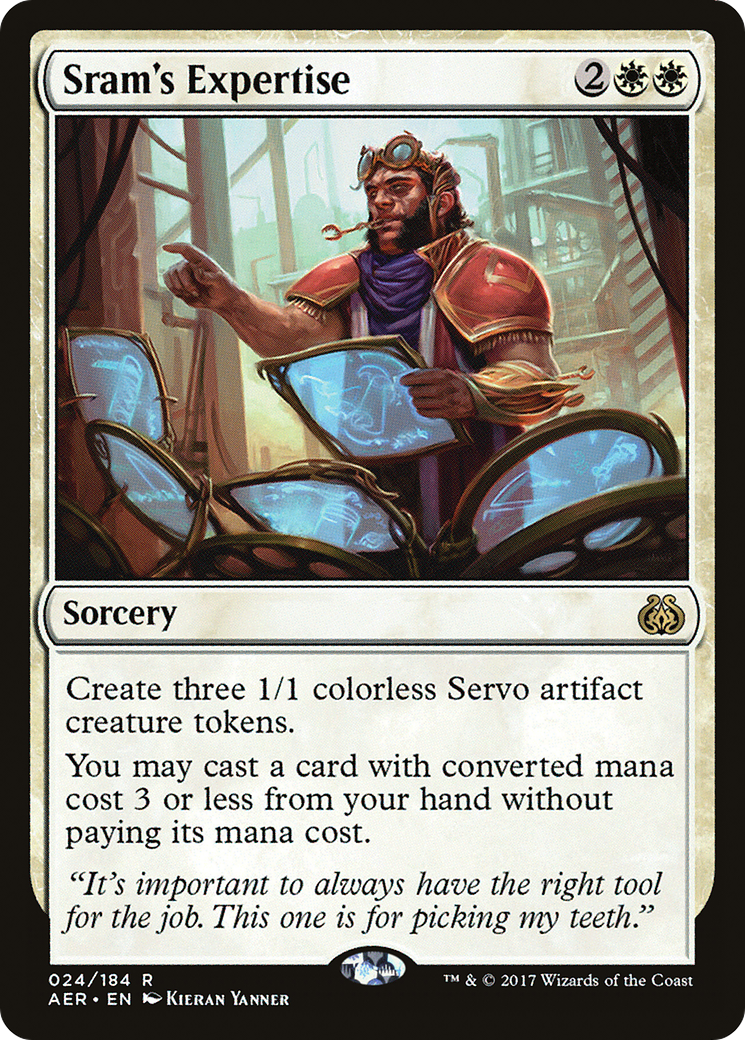 Sram's Expertise 2
Sorcery
Create three 1/1 colorless Servo artifact
creature tokens.
You may cast a card with converted mana
cost 3 or less from your hand without
paying its mana cost.
“It's important to always have the right tool
for the job. This one is for picking my teeth.”
024/184 R
™ & © 2017 Wizards of the Coast
AER • EN Kieran Yanner